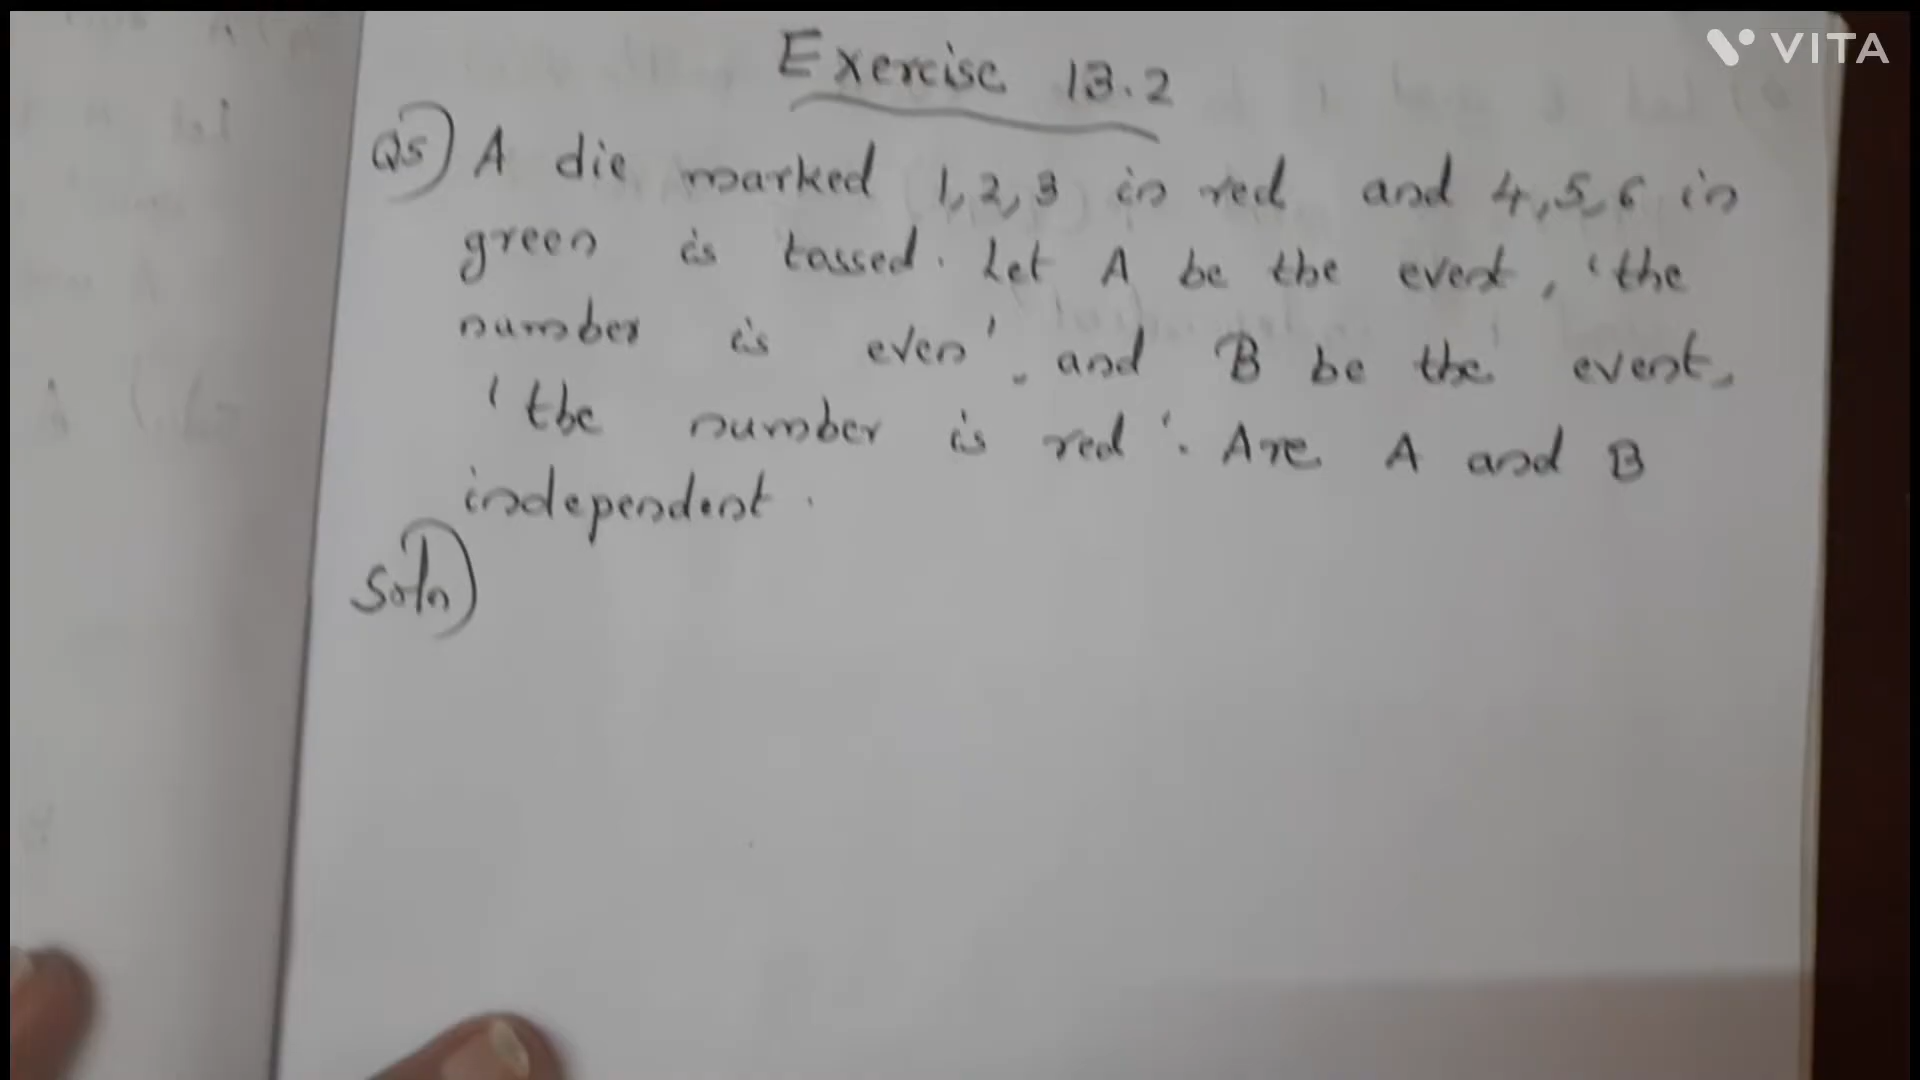 VITA
Exercise 13.2
Q5) A die marked 1, 2, 3 in red and 4, 5, 6 in
green is tossed. Let A be the event, 'the
number is even', and B be the event,
'the number is red'. Are A and B
independent.
Soln)